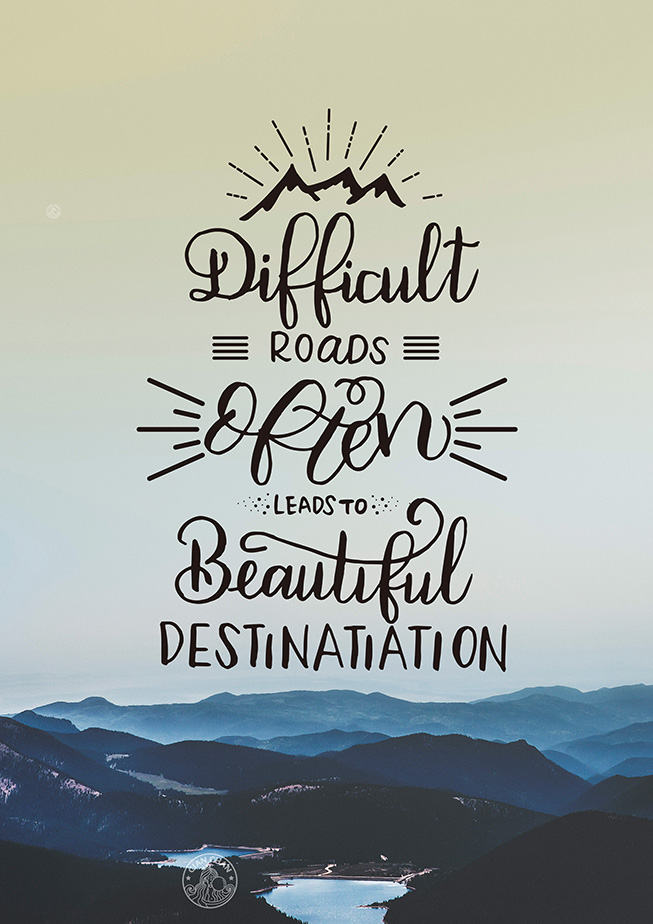 Difficult
ROADS
Often
LEADS TO
Beautiful
DESTINATIATION